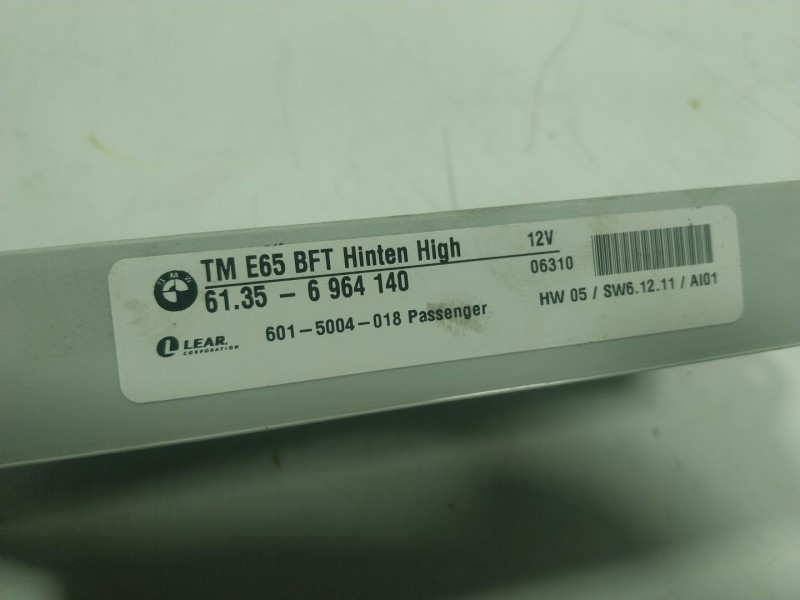 BMW
TM E65 BFT Hinten High
12V
61.35 - 6 964 140
06310
HW 05 / SW6.12.11 / AI01
601-5004-018 Passenger
LEAR.
CORPORATION